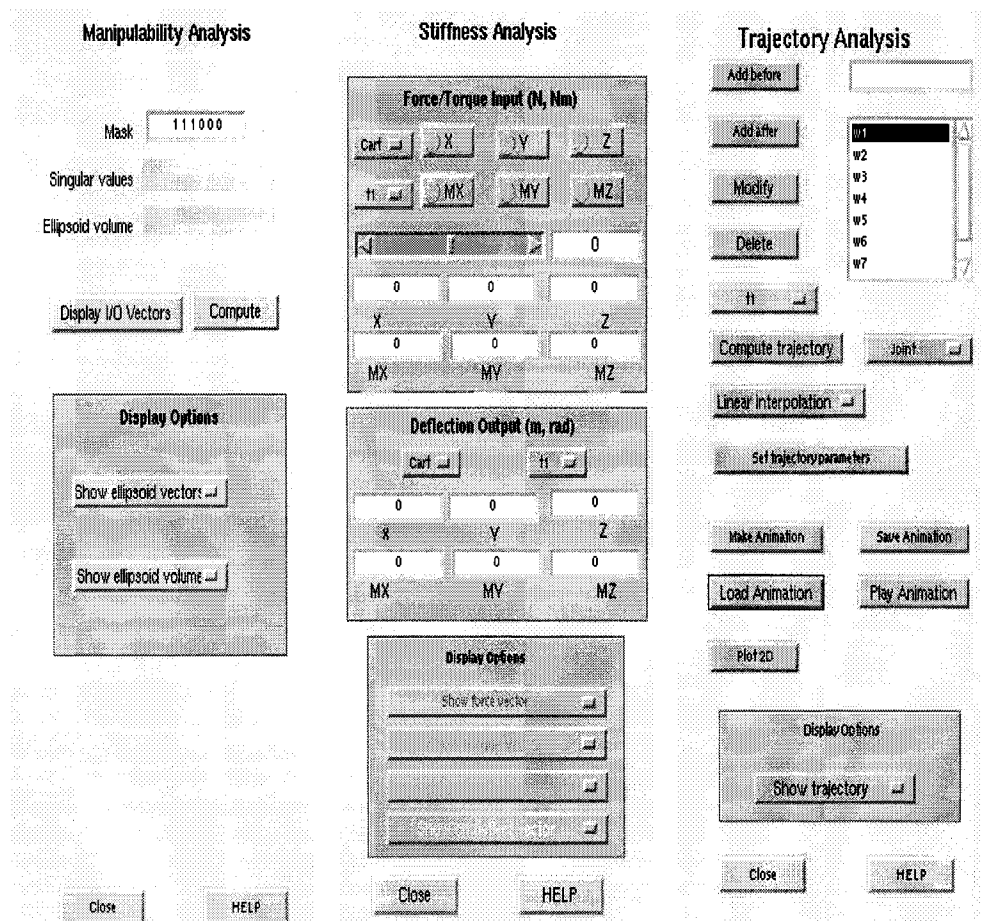 Manipulability Analysis
Mask 111000
Singular values
Ellipsoid volume
Display I/O Vectors Compute
Display Options
Show ellipsoid vectors
Show ellipsoid volume
Close HELP
Stiffness Analysis
Force/Torque Input (N, Nm)
Cart X Y Z
t1 MX MY MZ
0
0 0 0
X Y Z
0 0 0
MX MY MZ
Deflection Output (m, rad)
Cart t1
0 0 0
X Y Z
0 0 0
MX MY MZ
Display Options
Show force vector
Close HELP
Trajectory Analysis
Add before
Add after
Modify
Delete
w1
w2
w3
w4
w5
w6
w7
t1
Compute trajectory Joint
Linear interpolation
Set trajectory parameters
Make Animation Save Animation
Load Animation Play Animation
Plot 2D
Display Options
Show trajectory
Close HELP